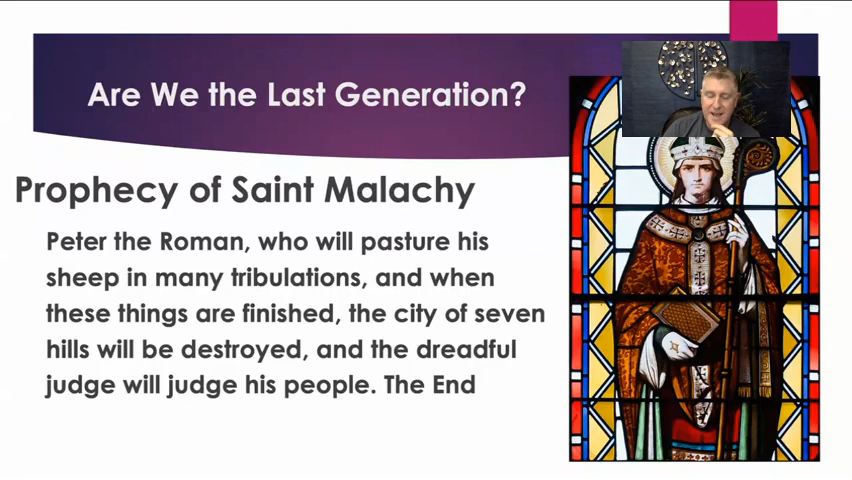 Are We the Last Generation?
Prophecy of Saint Malachy
Peter the Roman, who will pasture his
sheep in many tribulations, and when
these things are finished, the city of seven
hills will be destroyed, and the dreadful
judge will judge his people. The End